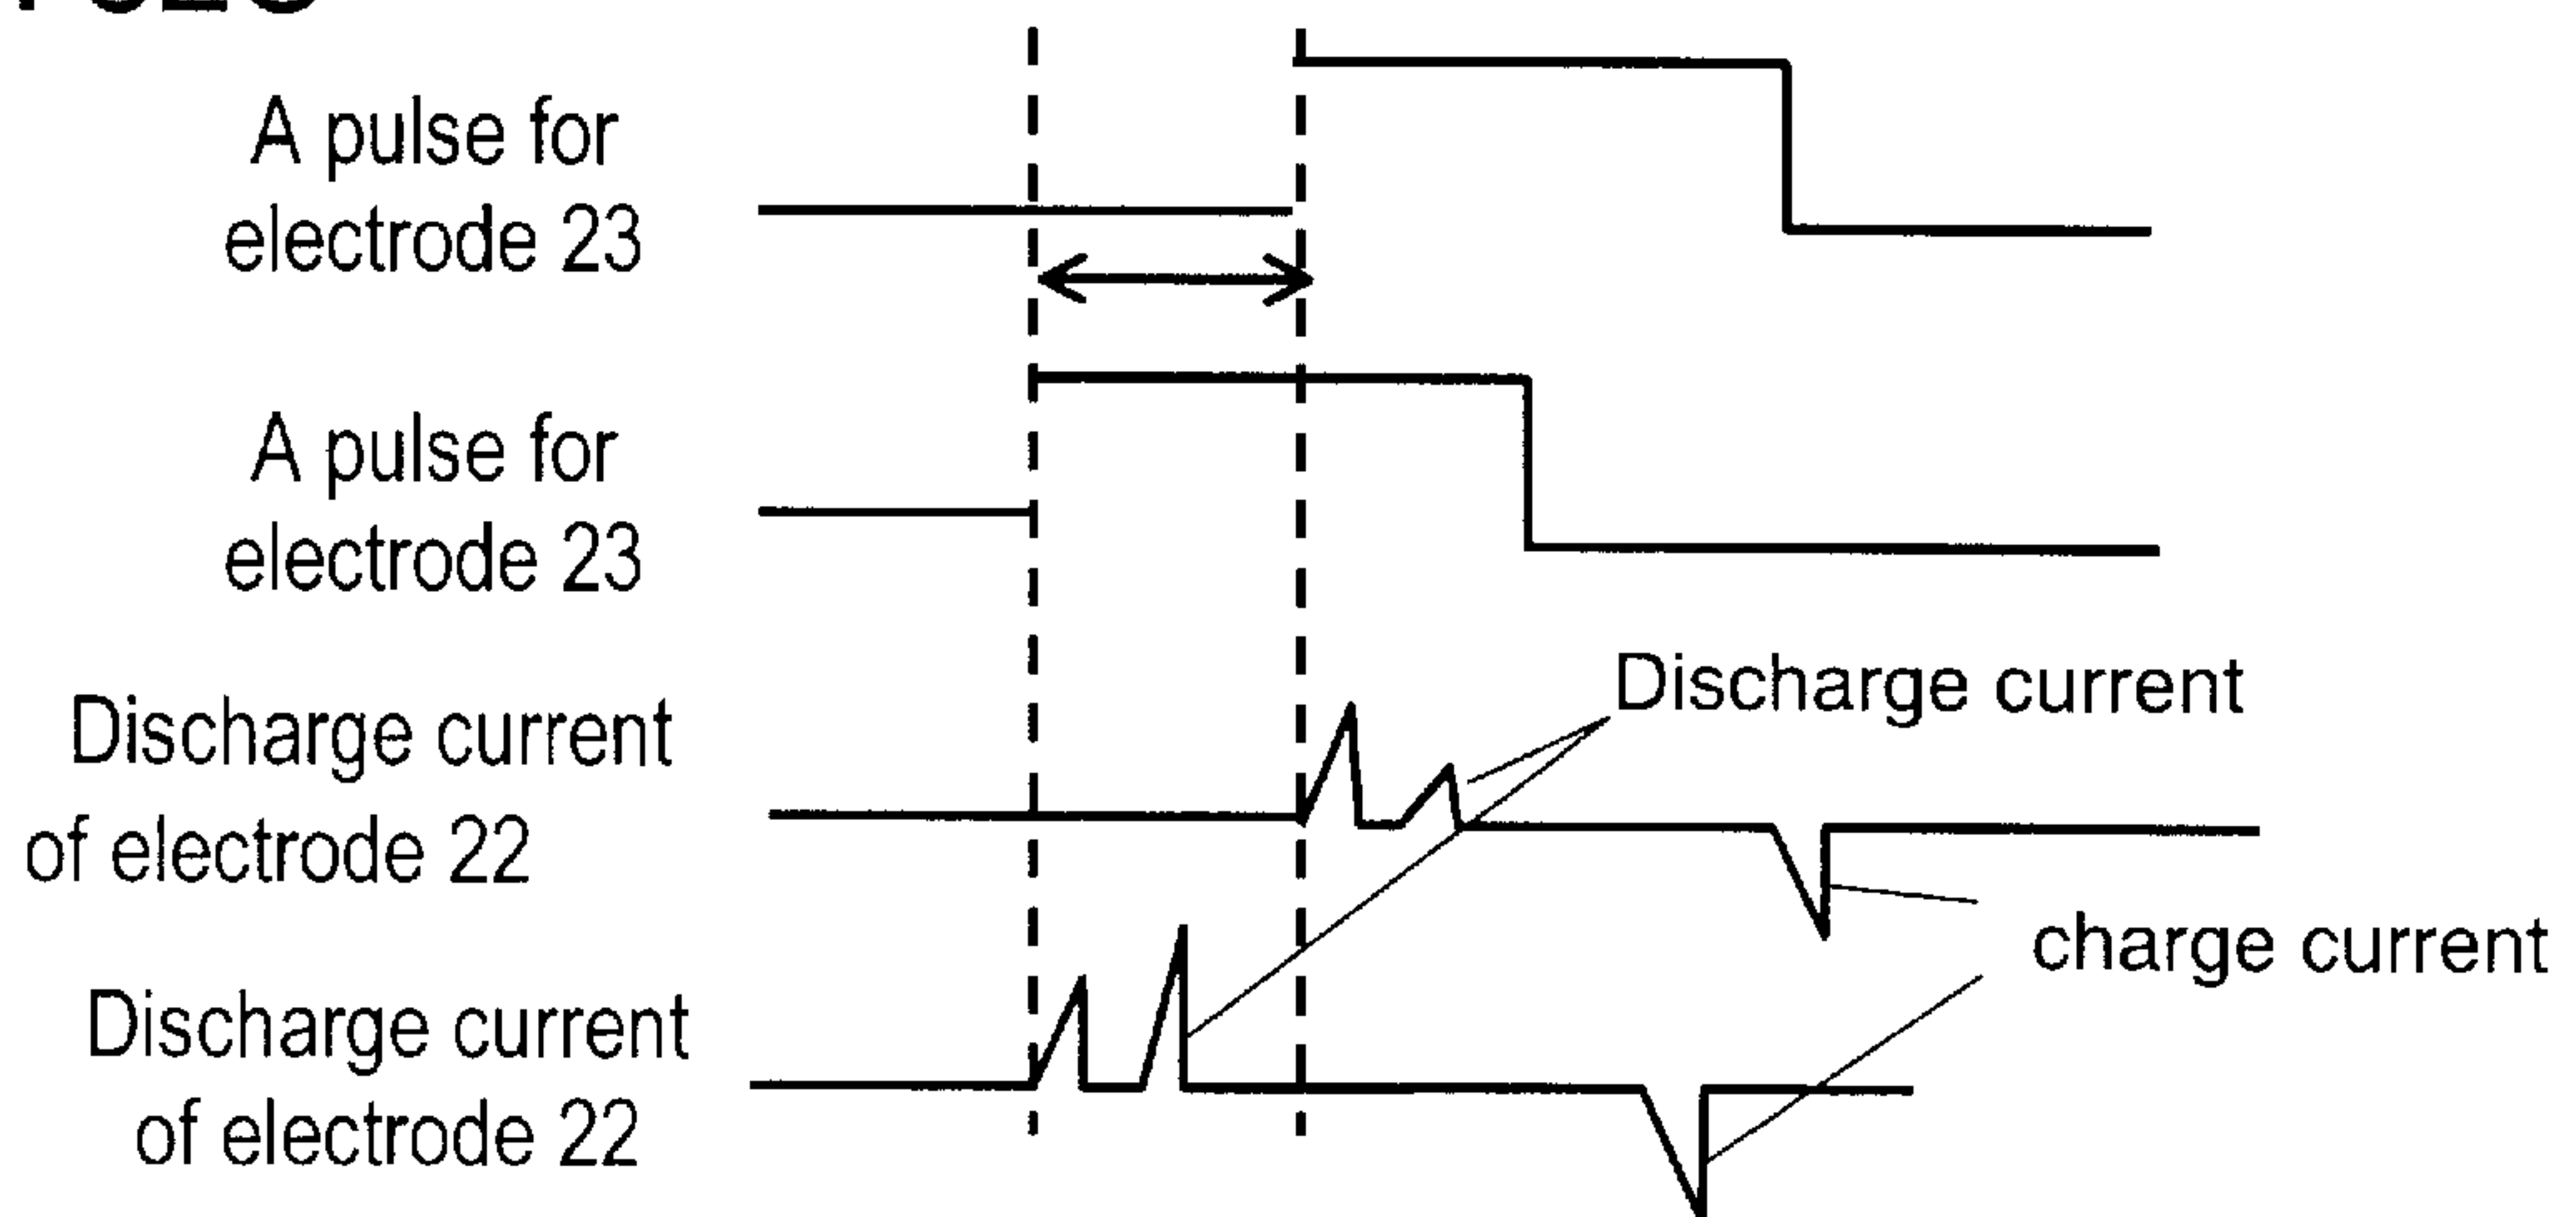 A pulse for
electrode 23
A pulse for
electrode 23
Discharge current
Discharge current
of electrode 22
charge current
Discharge current
of electrode 22